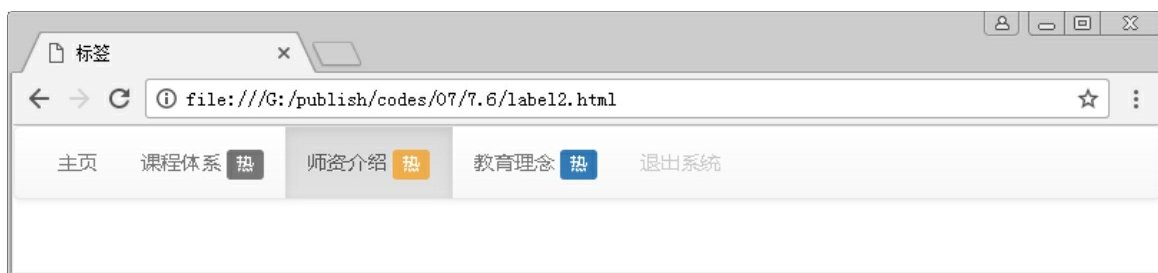 标签
file:///G:/publish/codes/07/7.6/label2.html
主页 课程体系 热 师资介绍 热 教育理念 热 退出系统